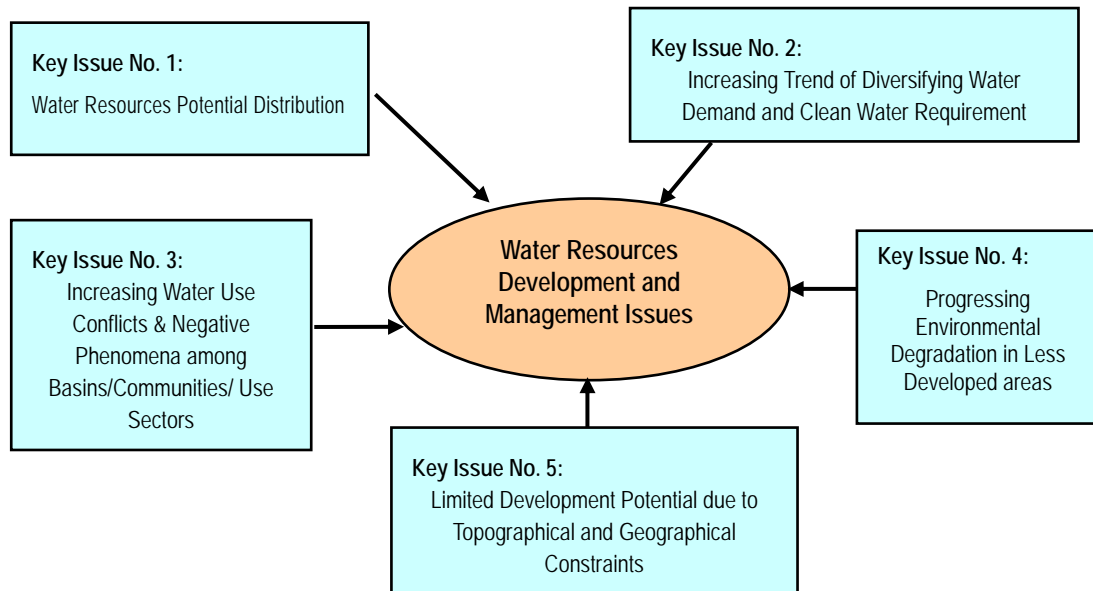 Key Issue No. 1:
Water Resources Potential Distribution
Key Issue No. 2:
Increasing Trend of Diversifying Water
Demand and Clean Water Requirement
Water Resources
Development and
Management Issues
Key Issue No. 3:
Increasing Water Use
Conflicts & Negative
Phenomena among
Basins/Communities/ Use
Sectors
Key Issue No. 4:
Progressing
Environmental
Degradation in Less
Developed areas
Key Issue No. 5:
Limited Development Potential due to
Topographical and Geographical
Constraints